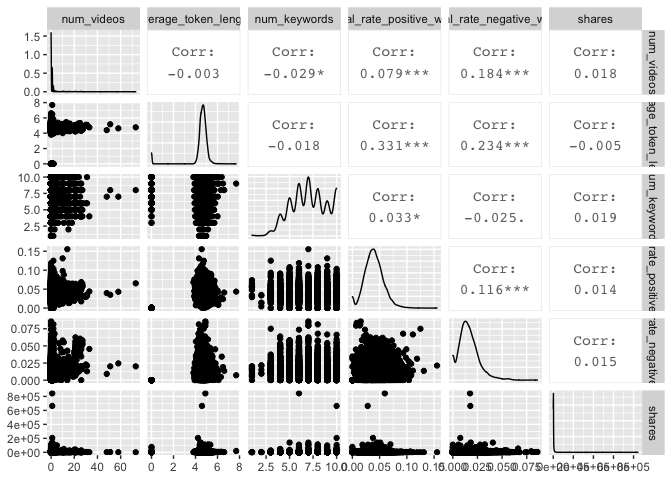 num_videos
erage_token_leng
num_keywords
al_rate_positive_w
al_rate_negative_w
shares
1.5
1.0
0.5
0.0
Corr:
-0.003
Corr:
-0.029*
Corr:
0.079***
Corr:
0.184***
Corr:
0.018
num_videos
8
6
4
2
0
Corr:
-0.018
Corr:
0.331***
Corr:
0.234***
Corr:
-0.005
10.0
7.5
5.0
2.5
Corr:
0.033*
Corr:
-0.025.
Corr:
0.019
um_keyword
0.15
0.10
0.05
0.00
Corr:
0.116***
Corr:
0.014
rate_positive
0.075
0.050
0.025
0.000
Corr:
0.015
rate_negative
8e+05
6e+05
4e+05
2e+05
0e+00
shares
0 20 40 60
0 2 4 6 8
2.5 5.0 7.5 10.0
0.00 0.05 0.10 0.15
0.000 0.025 0.050 0.075
0e+00 2e+05 4e+05 6e+05 8e+05